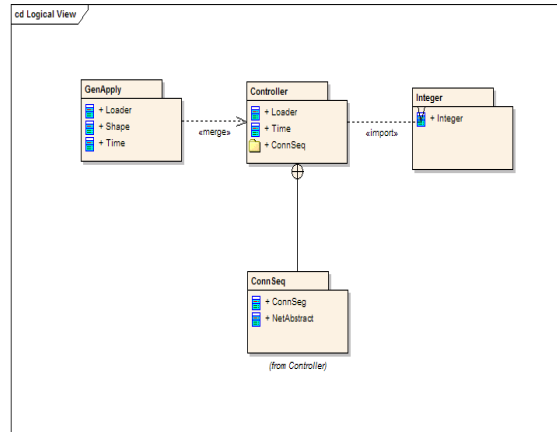 cd Logical View
GenApply
+ Loader
+ Shape
+ Time
«merge»
Controller
+ Loader
+ Time
+ ConnSeq
«import»
Integer
+ Integer
ConnSeq
+ ConnSeg
+ NetAbstract
(from Controller)